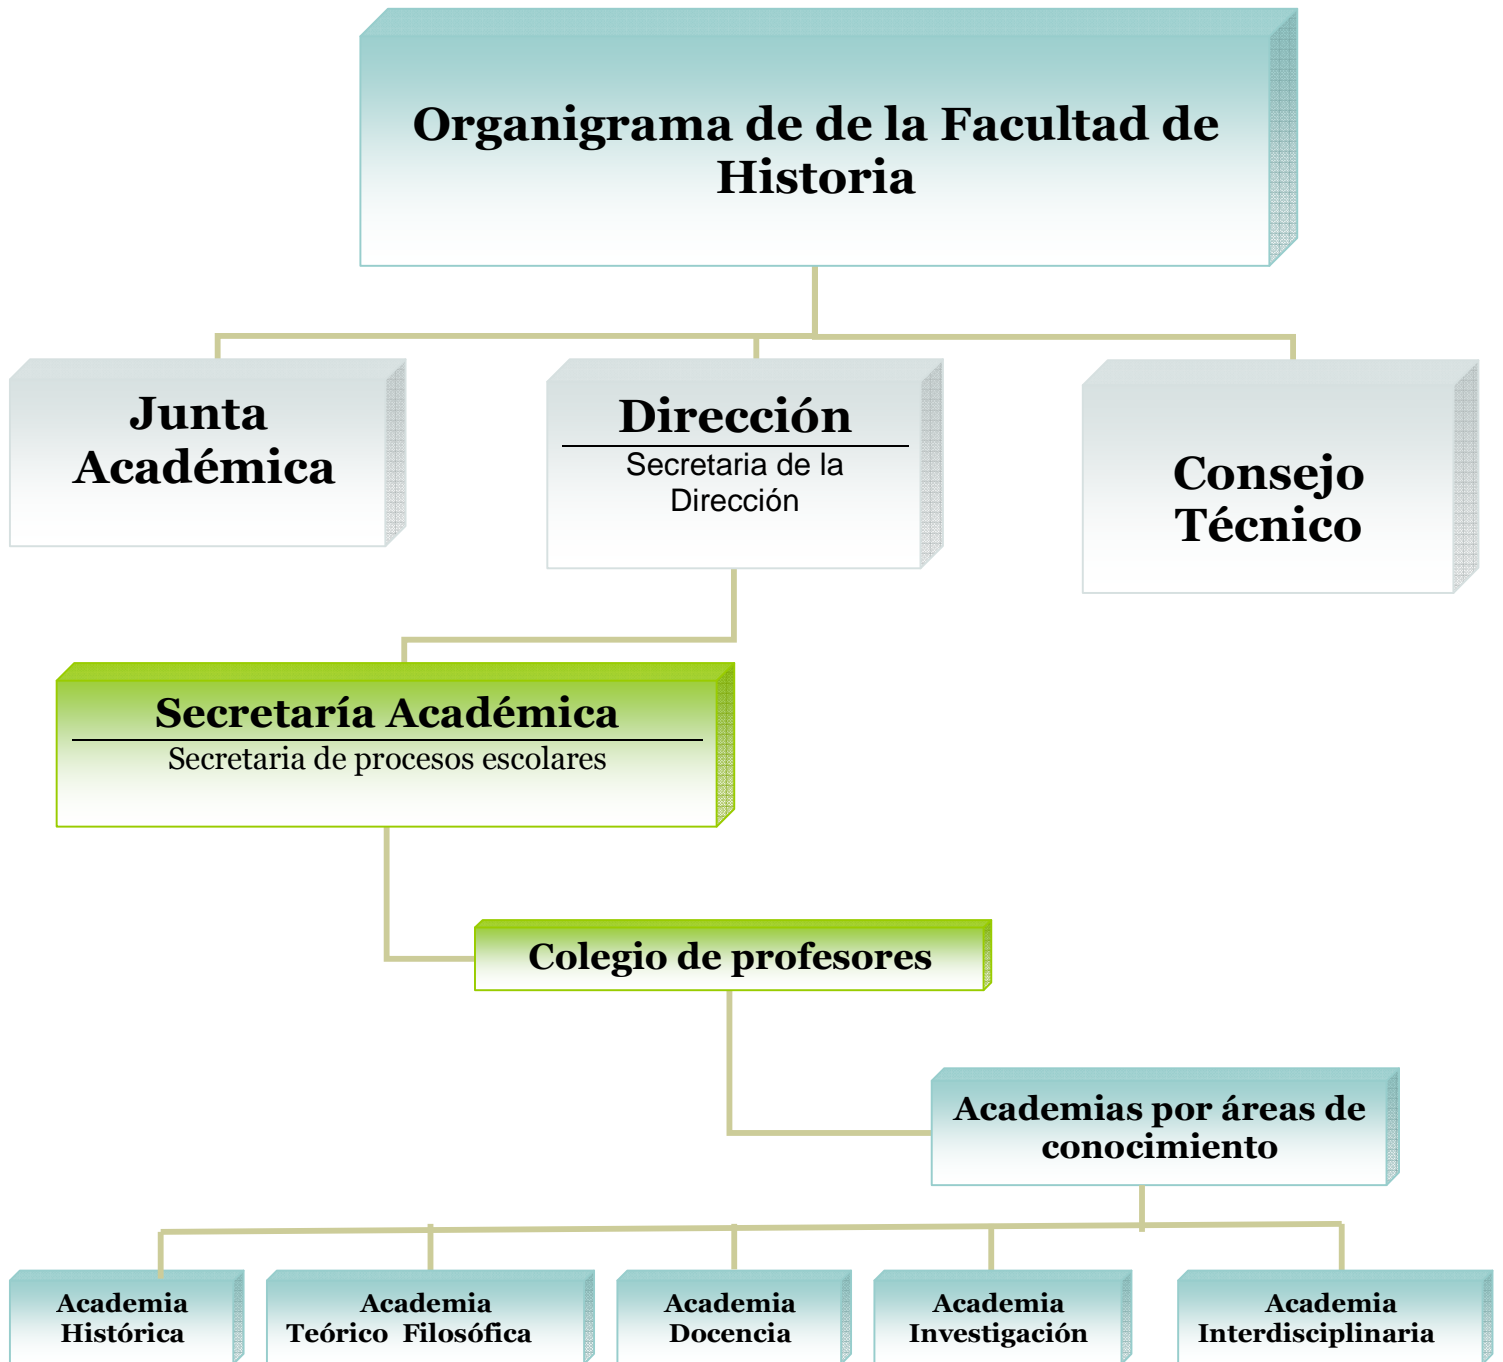 Organigrama de de la Facultad de
Historia
Junta
Académica
Dirección
Secretaria de la
Dirección
Consejo
Técnico
Secretaría Académica
Secretaria de procesos escolares
Colegio de profesores
Academias por áreas de
conocimiento
Academia
Histórica
Academia
Teórico Filosófica
Academia
Docencia
Academia
Investigación
Academia
Interdisciplinaria